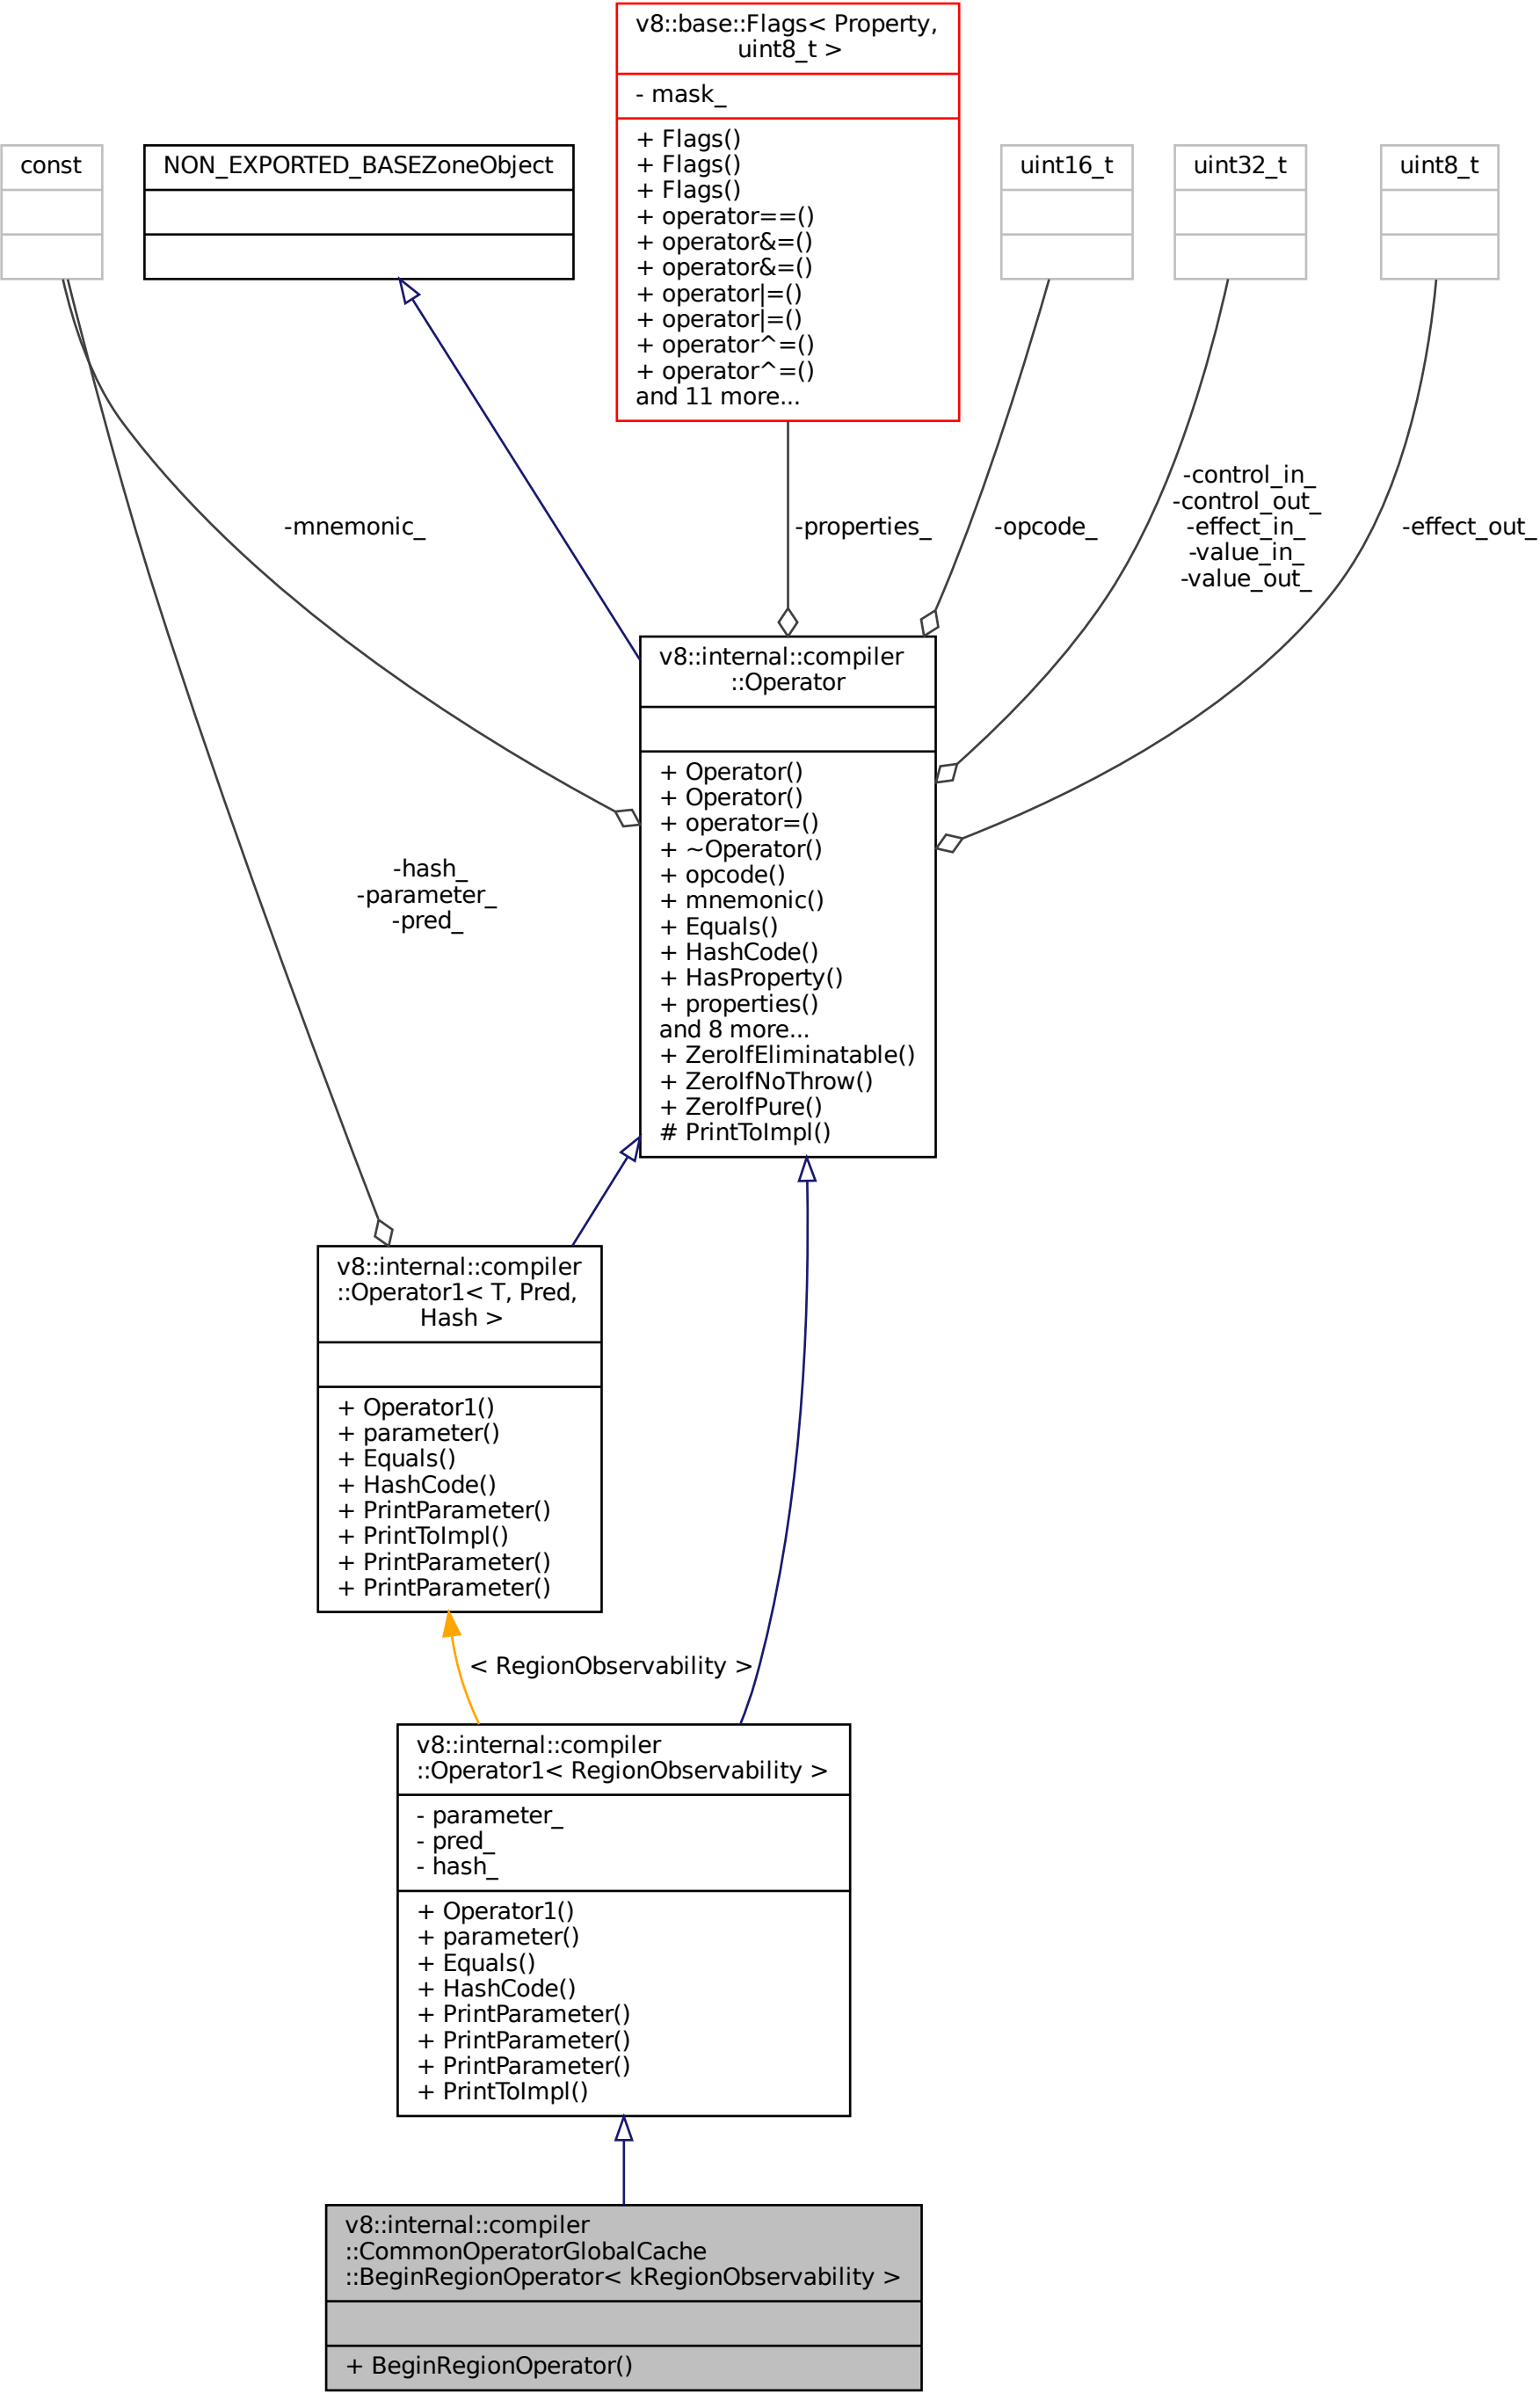 v8::base::Flags< Property,
uint8_t >
- mask_
+ Flags()
+ Flags()
+ Flags()
+ operator==()
+ operator&=()
+ operator&=()
+ operator|=()
+ operator|=()
+ operator^=()
+ operator^=()
and 11 more...
const
NON_EXPORTED_BASEZoneObject
uint16_t
uint32_t
uint8_t
-mnemonic_
-properties_
-opcode_
-control_in_
-control_out_
-effect_in_
-value_in_
-value_out_
-effect_out_
v8::internal::compiler
::Operator
+ Operator()
+ Operator()
+ operator=()
+ ~Operator()
+ opcode()
+ mnemonic()
+ Equals()
+ HashCode()
+ HasProperty()
+ properties()
and 8 more...
+ ZeroIfEliminatable()
+ ZeroIfNoThrow()
+ ZeroIfPure()
# PrintToImpl()
-hash_
-parameter_
-pred_
v8::internal::compiler
::Operator1< T, Pred,
Hash >
+ Operator1()
+ parameter()
+ Equals()
+ HashCode()
+ PrintParameter()
+ PrintToImpl()
+ PrintParameter()
+ PrintParameter()
< RegionObservability >
v8::internal::compiler
::Operator1< RegionObservability >
- parameter_
- pred_
- hash_
+ Operator1()
+ parameter()
+ Equals()
+ HashCode()
+ PrintParameter()
+ PrintParameter()
+ PrintParameter()
+ PrintToImpl()
v8::internal::compiler
::CommonOperatorGlobalCache
::BeginRegionOperator< kRegionObservability >
+ BeginRegionOperator()